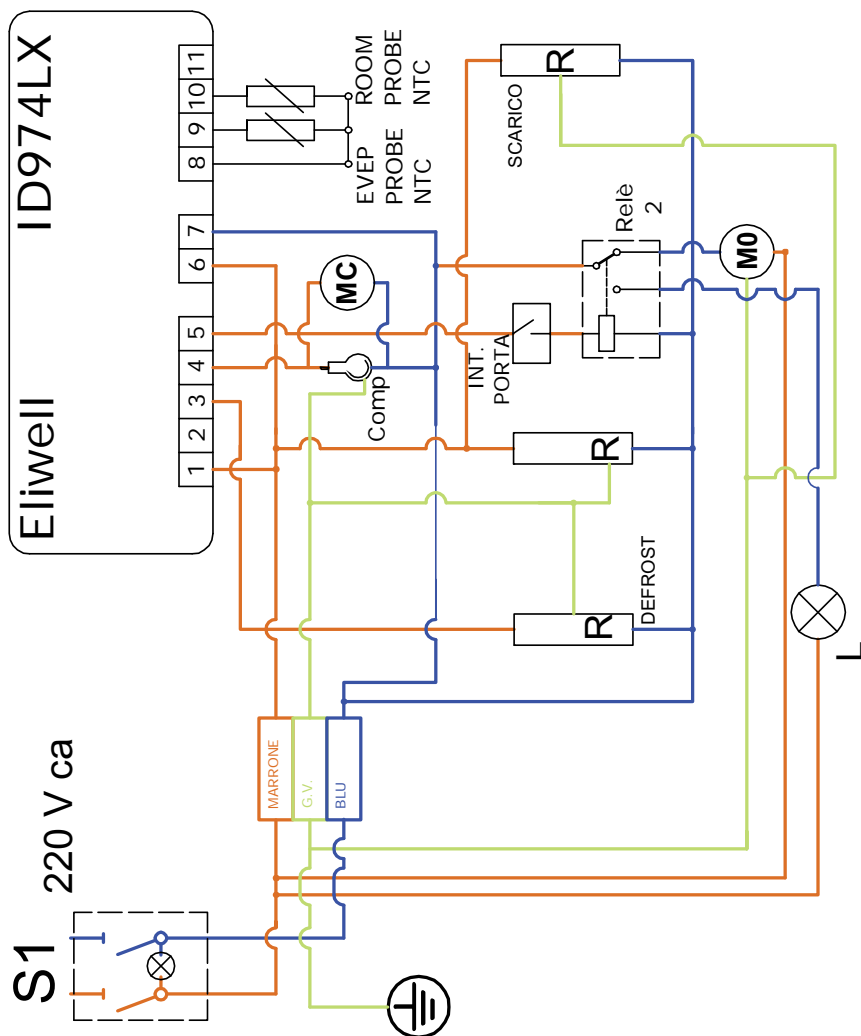 Eliwell
ID974LX
1
2
3
4
5
6
7
8
9
10
11
EVEP
PROBE
NTC
ROOM
PROBE
NTC
MC
Comp
INT.
PORTA
Relè
2
SCARICO
R
M0
R
R
DEFROST
S1
220 V ca
MARRONE
G.V.
BLU
L